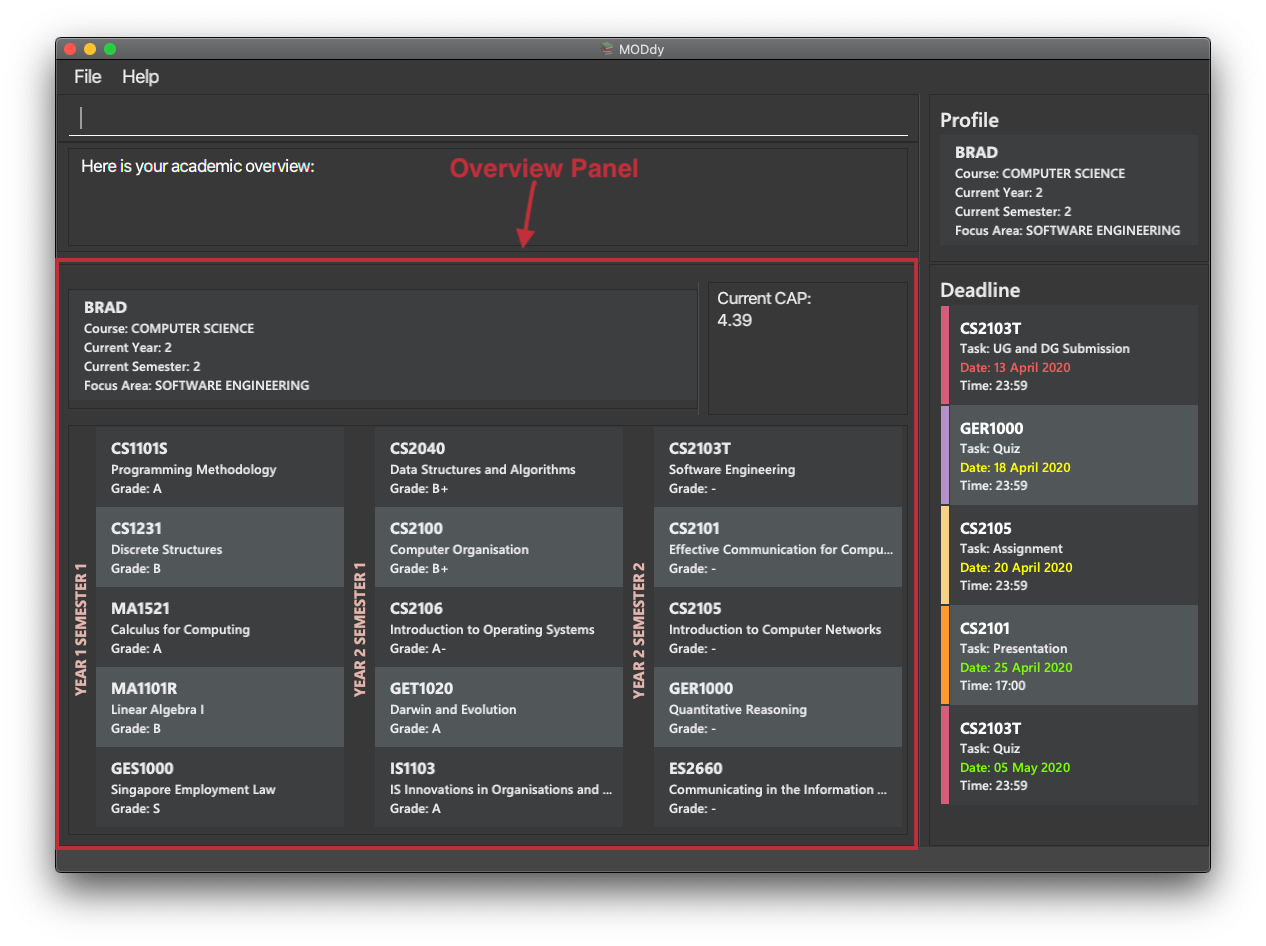 MODdy
File Help
Here is your academic overview:
Overview Panel
BRAD
Course: COMPUTER SCIENCE
Current Year: 2
Current Semester: 2
Focus Area: SOFTWARE ENGINEERING
Current CAP:
4.39
YEAR 1 SEMESTER 1
CS1101S
Programming Methodology
Grade: A
CS1231
Discrete Structures
Grade: B
MA1521
Calculus for Computing
Grade: A
MA1101R
Linear Algebra I
Grade: B
GES1000
Singapore Employment Law
Grade: S
YEAR 2 SEMESTER 1
CS2040
Data Structures and Algorithms
Grade: B+
CS2100
Computer Organisation
Grade: B+
CS2106
Introduction to Operating Systems
Grade: A-
GET1020
Darwin and Evolution
Grade: A
IS1103
IS Innovations in Organisations and ...
Grade: A
YEAR 2 SEMESTER 2
CS2103T
Software Engineering
Grade: -
CS2101
Effective Communication for Compu...
Grade: -
CS2105
Introduction to Computer Networks
Grade: -
GER1000
Quantitative Reasoning
Grade: -
ES2660
Communicating in the Information ...
Grade: -
Profile
BRAD
Course: COMPUTER SCIENCE
Current Year: 2
Current Semester: 2
Focus Area: SOFTWARE ENGINEERING
Deadline
CS2103T
Task: UG and DG Submission
Date: 13 April 2020
Time: 23:59
GER1000
Task: Quiz
Date: 18 April 2020
Time: 23:59
CS2105
Task: Assignment
Date: 20 April 2020
Time: 23:59
CS2101
Task: Presentation
Date: 25 April 2020
Time: 17:00
CS2103T
Task: Quiz
Date: 05 May 2020
Time: 23:59